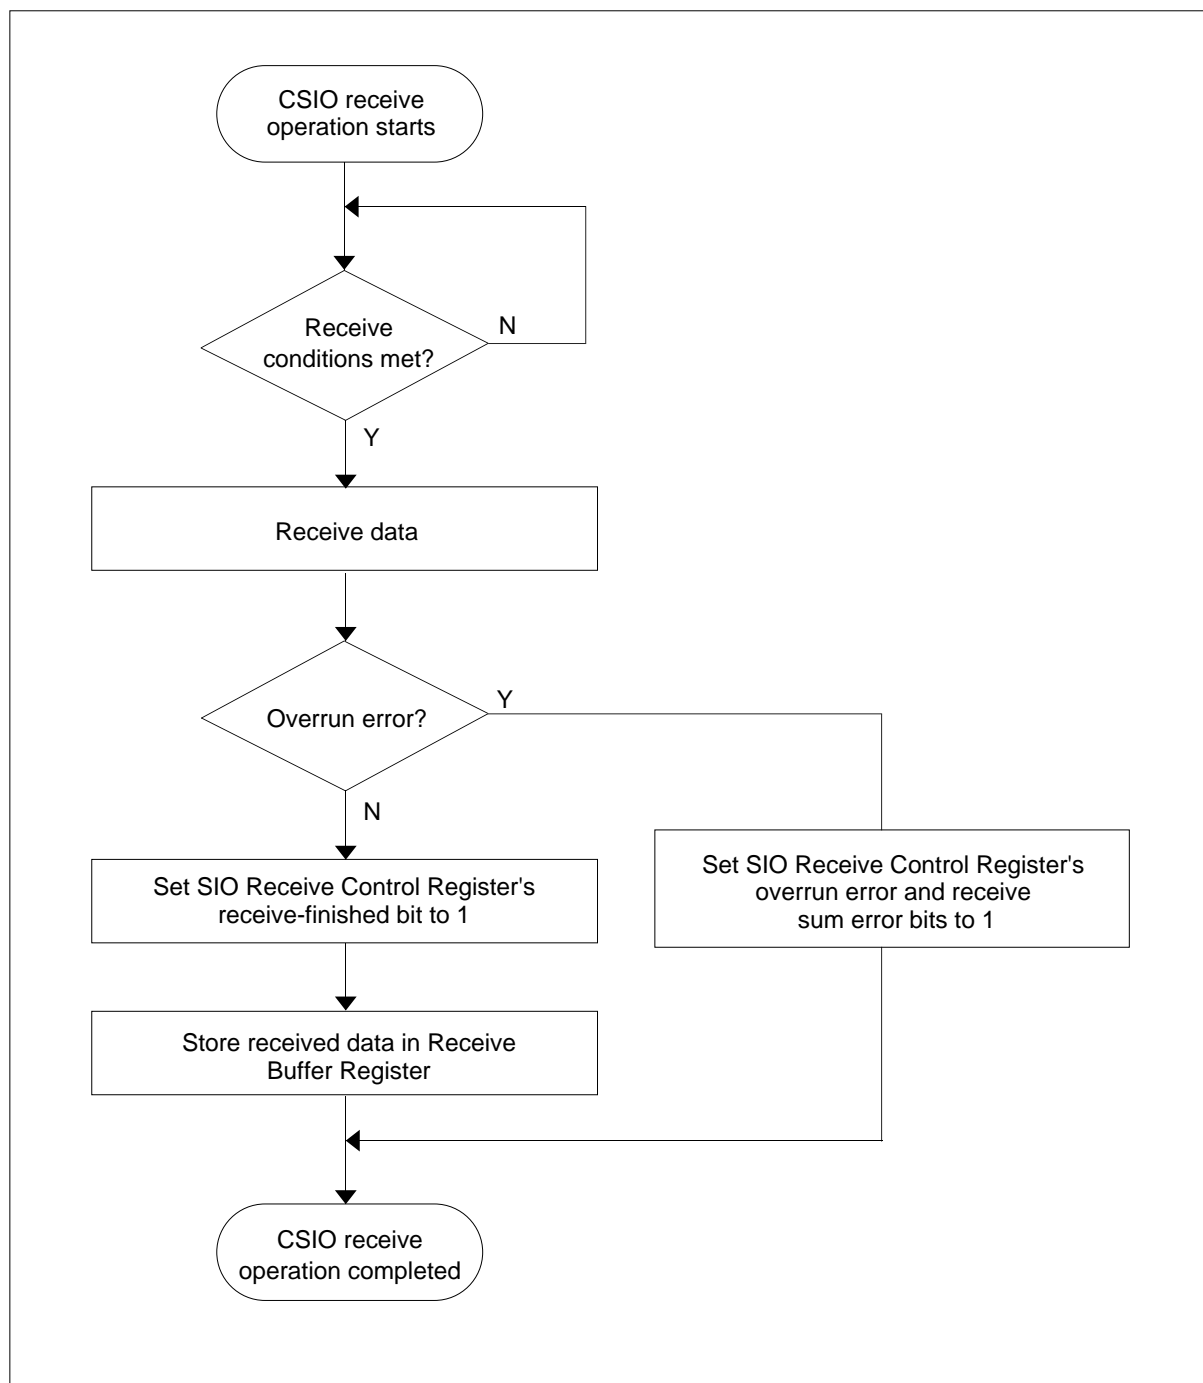 CSIO receive
operation starts
Receive
conditions met?
N
Y
Receive data
Overrun error?
Y
N
Set SIO Receive Control Register's
receive-finished bit to 1
Set SIO Receive Control Register's
overrun error and receive
sum error bits to 1
Store received data in Receive
Buffer Register
CSIO receive
operation completed